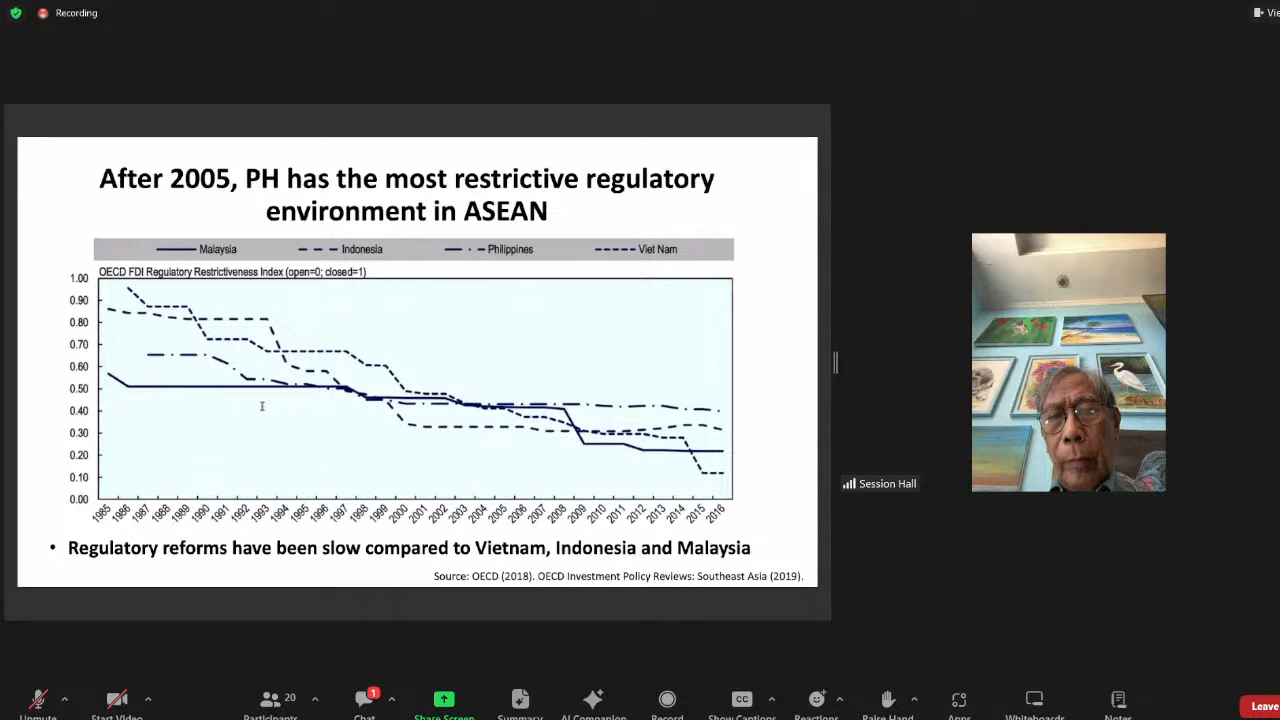 Recording
Vie
After 2005, PH has the most restrictive regulatory
environment in ASEAN
Malaysia
Indonesia
Philippines
Viet Nam
OECD FDI Regulatory Restrictiveness Index (open=0; closed=1)
1.00
0.90
0.80
0.70
0.60
0.50
0.40
0.30
0.20
0.10
0.00
1985 1986 1987 1988 1989 1990 1991 1992 1993 1994 1995 1996 1997 1998 1999 2000 2001 2002 2003 2004 2005 2006 2007 2008 2009 2010 2011 2012 2013 2014 2015 2016
• Regulatory reforms have been slow compared to Vietnam, Indonesia and Malaysia
Source: OECD (2018). OECD Investment Policy Reviews: Southeast Asia (2019).
Session Hall
20
1
Unmute
Start Video
Participants
Chat
Share Screen
Summary
AI Companion
Record
CC
Show Captions
Reactions
Raise Hand
Apps
Whiteboards
Notes
Leave